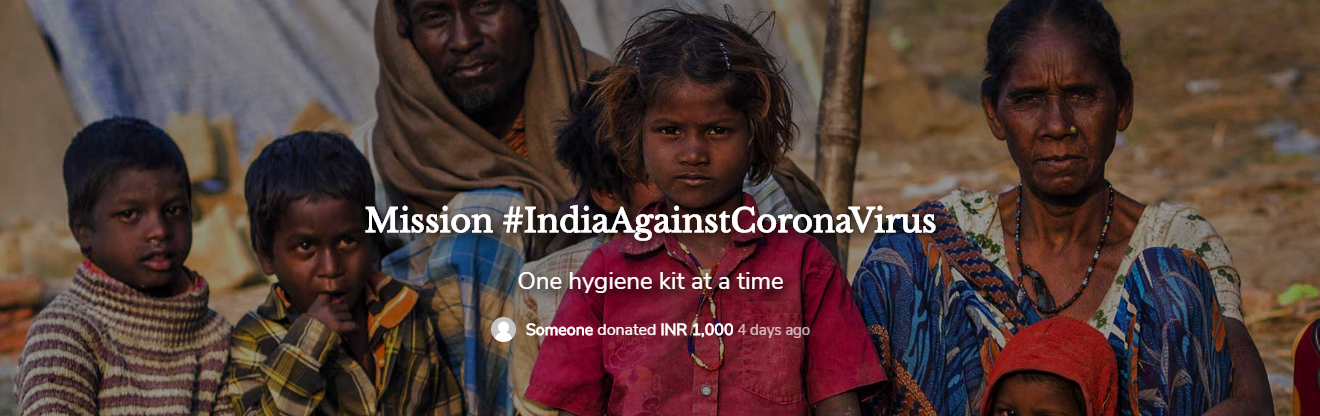 Mission #IndiaAgainstCoronaVirus
One hygiene kit at a time
Someone donated INR 1,000 4 days ago